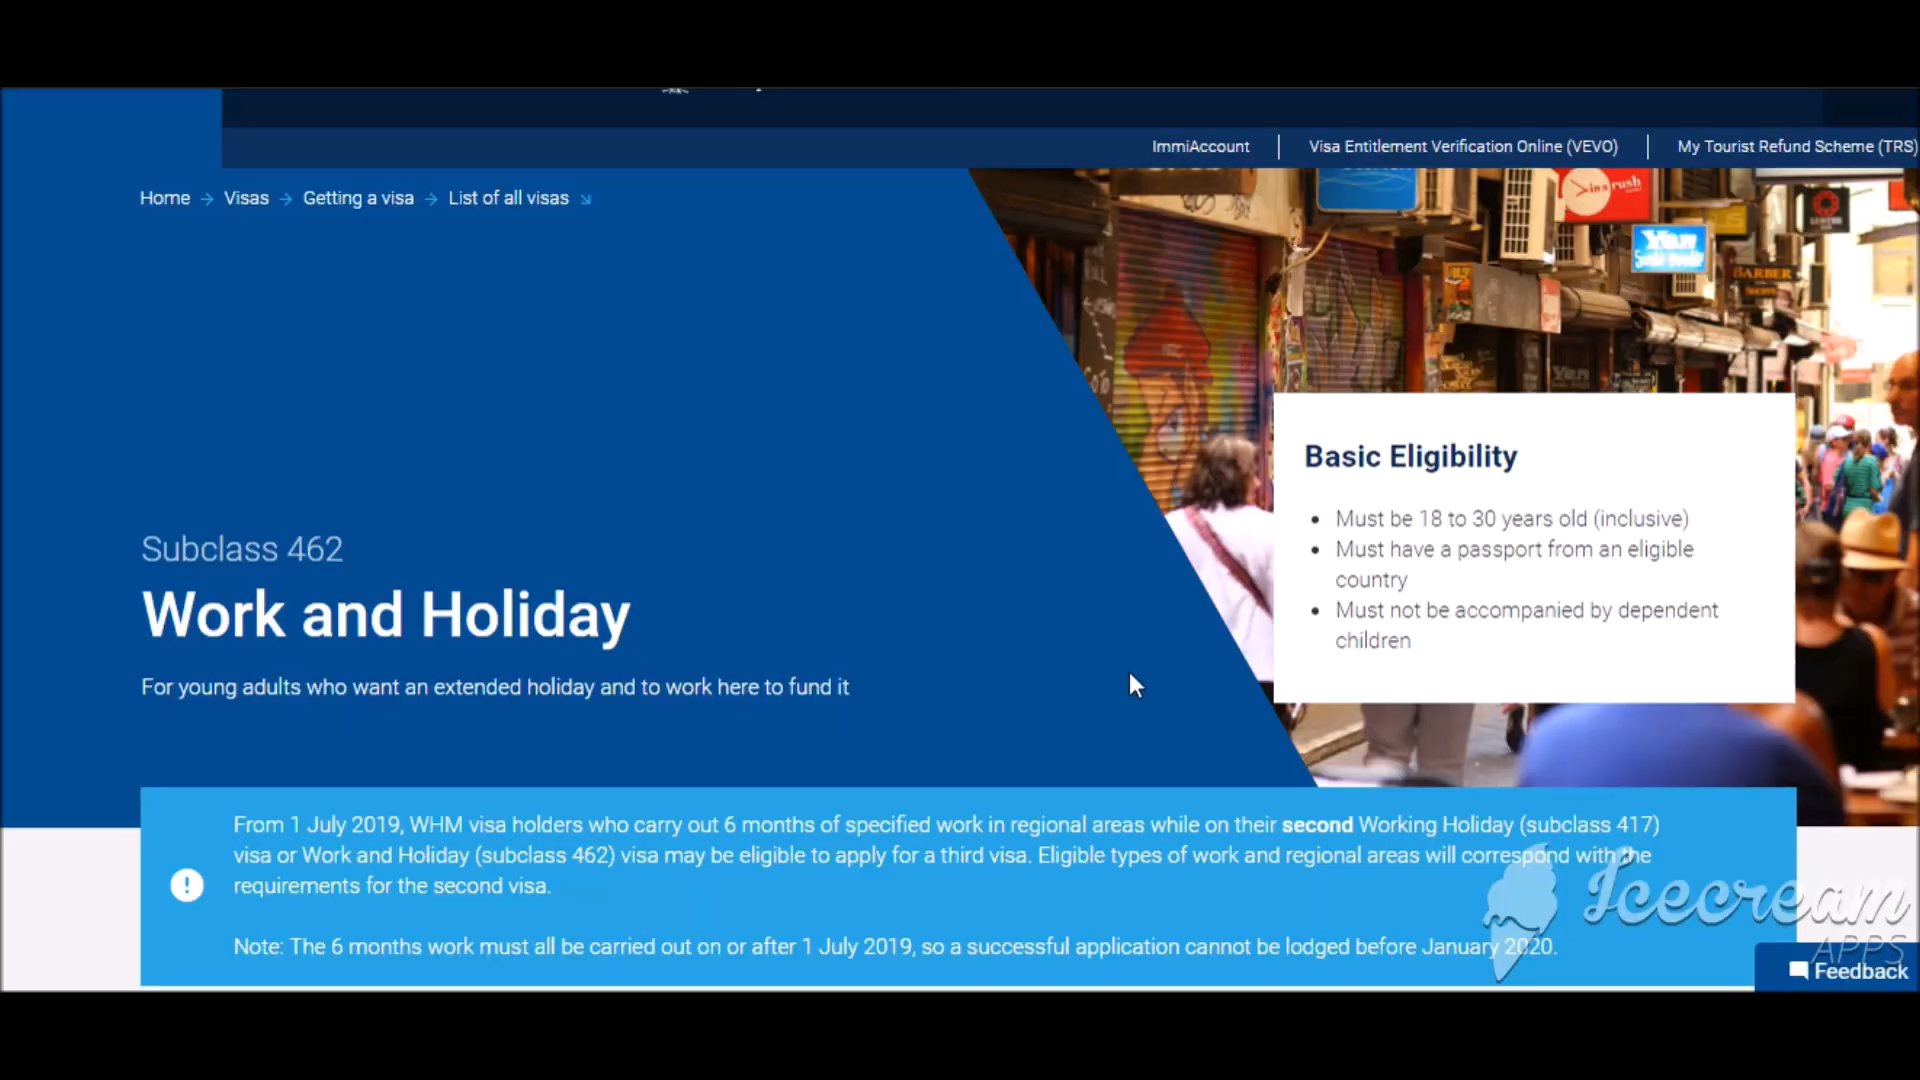 ImmiAccount
Visa Entitlement Verification Online (VEVO)
My Tourist Refund Scheme (TRS)
Home
Visas
Getting a visa
List of all visas
BARBER
Basic Eligibility
Must be 18 to 30 years old (inclusive)
Must have a passport from an eligible
country
Must not be accompanied by dependent
children
Subclass 462
Work and Holiday
For young adults who want an extended holiday and to work here to fund it
From 1 July 2019, WHM visa holders who carry out 6 months of specified work in regional areas while on their second Working Holiday (subclass 417)
visa or Work and Holiday (subclass 462) visa may be eligible to apply for a third visa. Eligible types of work and regional areas will correspond with the
requirements for the second visa.
Note: The 6 months work must all be carried out on or after 1 July 2019, so a successful application cannot be lodged before January 2020.
Icecream
APPS
Feedback